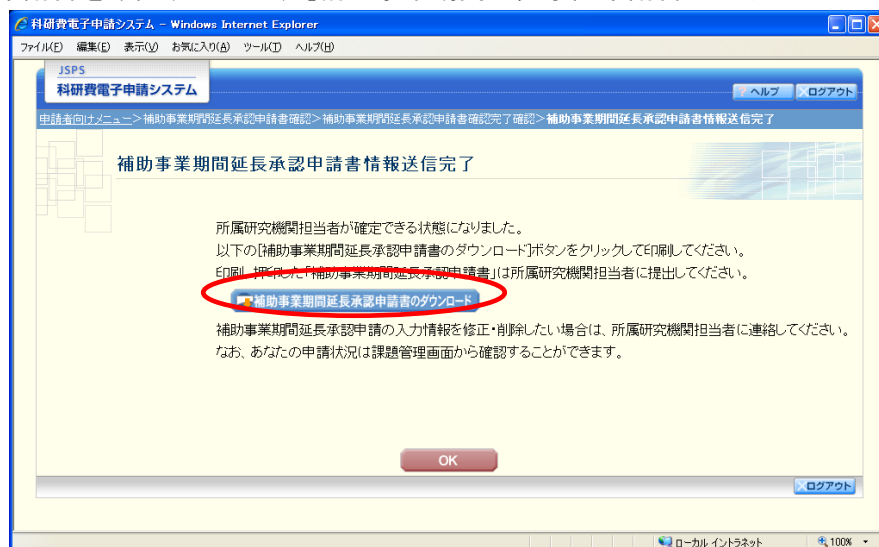 科研費電子申請システム - Windows Internet Explorer
ファイル(F) 編集(E) 表示(V) お気に入り(A) ツール(T) ヘルプ(H)
JSPS
科研費電子申請システム
?ヘルプ ×ログアウト
申請者向けメニュー>補助事業期間延長承認申請書確認>補助事業期間延長承認申請書確認完了確認>補助事業期間延長承認申請書情報送信完了
補助事業期間延長承認申請書情報送信完了
所属研究機関担当者が確定できる状態になりました。
以下の[補助事業期間延長承認申請書のダウンロード]ボタンをクリックして印刷してください。
印刷、押印した「補助事業期間延長承認申請書」は所属研究機関担当者に提出してください。
補助事業期間延長承認申請書のダウンロード
補助事業期間延長承認申請の入力情報を修正・削除したい場合は、所属研究機関担当者に連絡してください。
なお、あなたの申請状況は課題管理画面から確認することができます。
OK
×ログアウト
ローカル イントラネット 100%